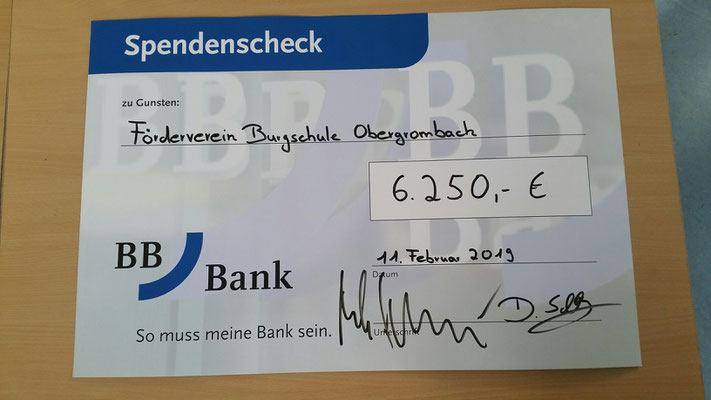 Spendenscheck
zu Gunsten:
Förderverein Burgschule Obergrombach
6.250,- €
11. Februar 2019
Datum
BB
Bank
So muss meine Bank sein.
Unterschrift